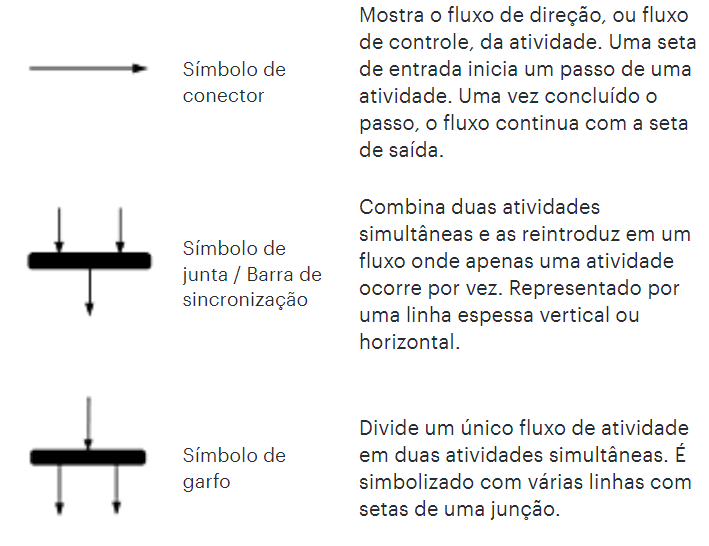 Símbolo de
conector
Mostra o fluxo de direção, ou fluxo
de controle, da atividade. Uma seta
de entrada inicia um passo de uma
atividade. Uma vez concluído o
passo, o fluxo continua com a seta
de saída.
Símbolo de
junta / Barra de
sincronização
Combina duas atividades
simultâneas e as reintroduz em um
fluxo onde apenas uma atividade
ocorre por vez. Representado por
uma linha espessa vertical ou
horizontal.
Símbolo de
garfo
Divide um único fluxo de atividade
em duas atividades simultâneas. É
simbolizado com várias linhas com
setas de uma junção.